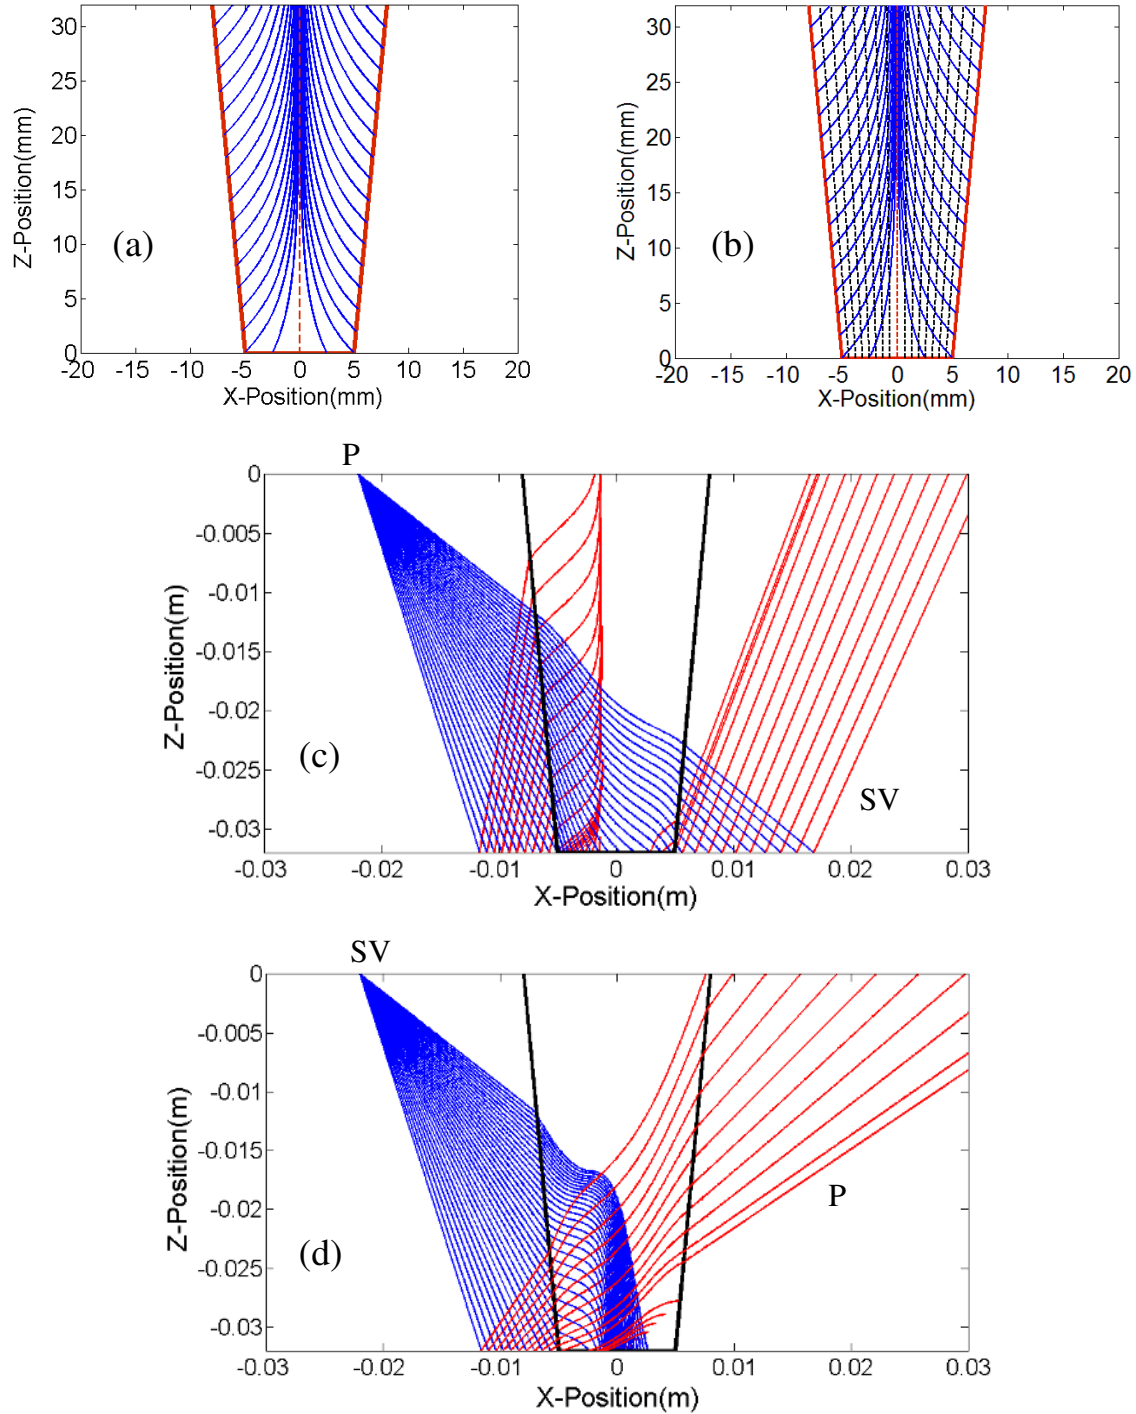 30
25
20
15
10
5
0
-20 -15 -10 -5 0 5 10 15 20
X-Position(mm)
Z-Position(mm)
(a)
30
25
20
15
10
5
0
-20 -15 -10 -5 0 5 10 15 20
X-Position(mm)
Z-Position(mm)
(b)
P
0
-0.005
-0.01
-0.015
-0.02
-0.025
-0.03
-0.03 -0.02 -0.01 0 0.01 0.02 0.03
X-Position(m)
Z-Position(m)
(c)
SV
SV
0
-0.005
-0.01
-0.015
-0.02
-0.025
-0.03
-0.03 -0.02 -0.01 0 0.01 0.02 0.03
X-Position(m)
Z-Position(m)
(d)
P